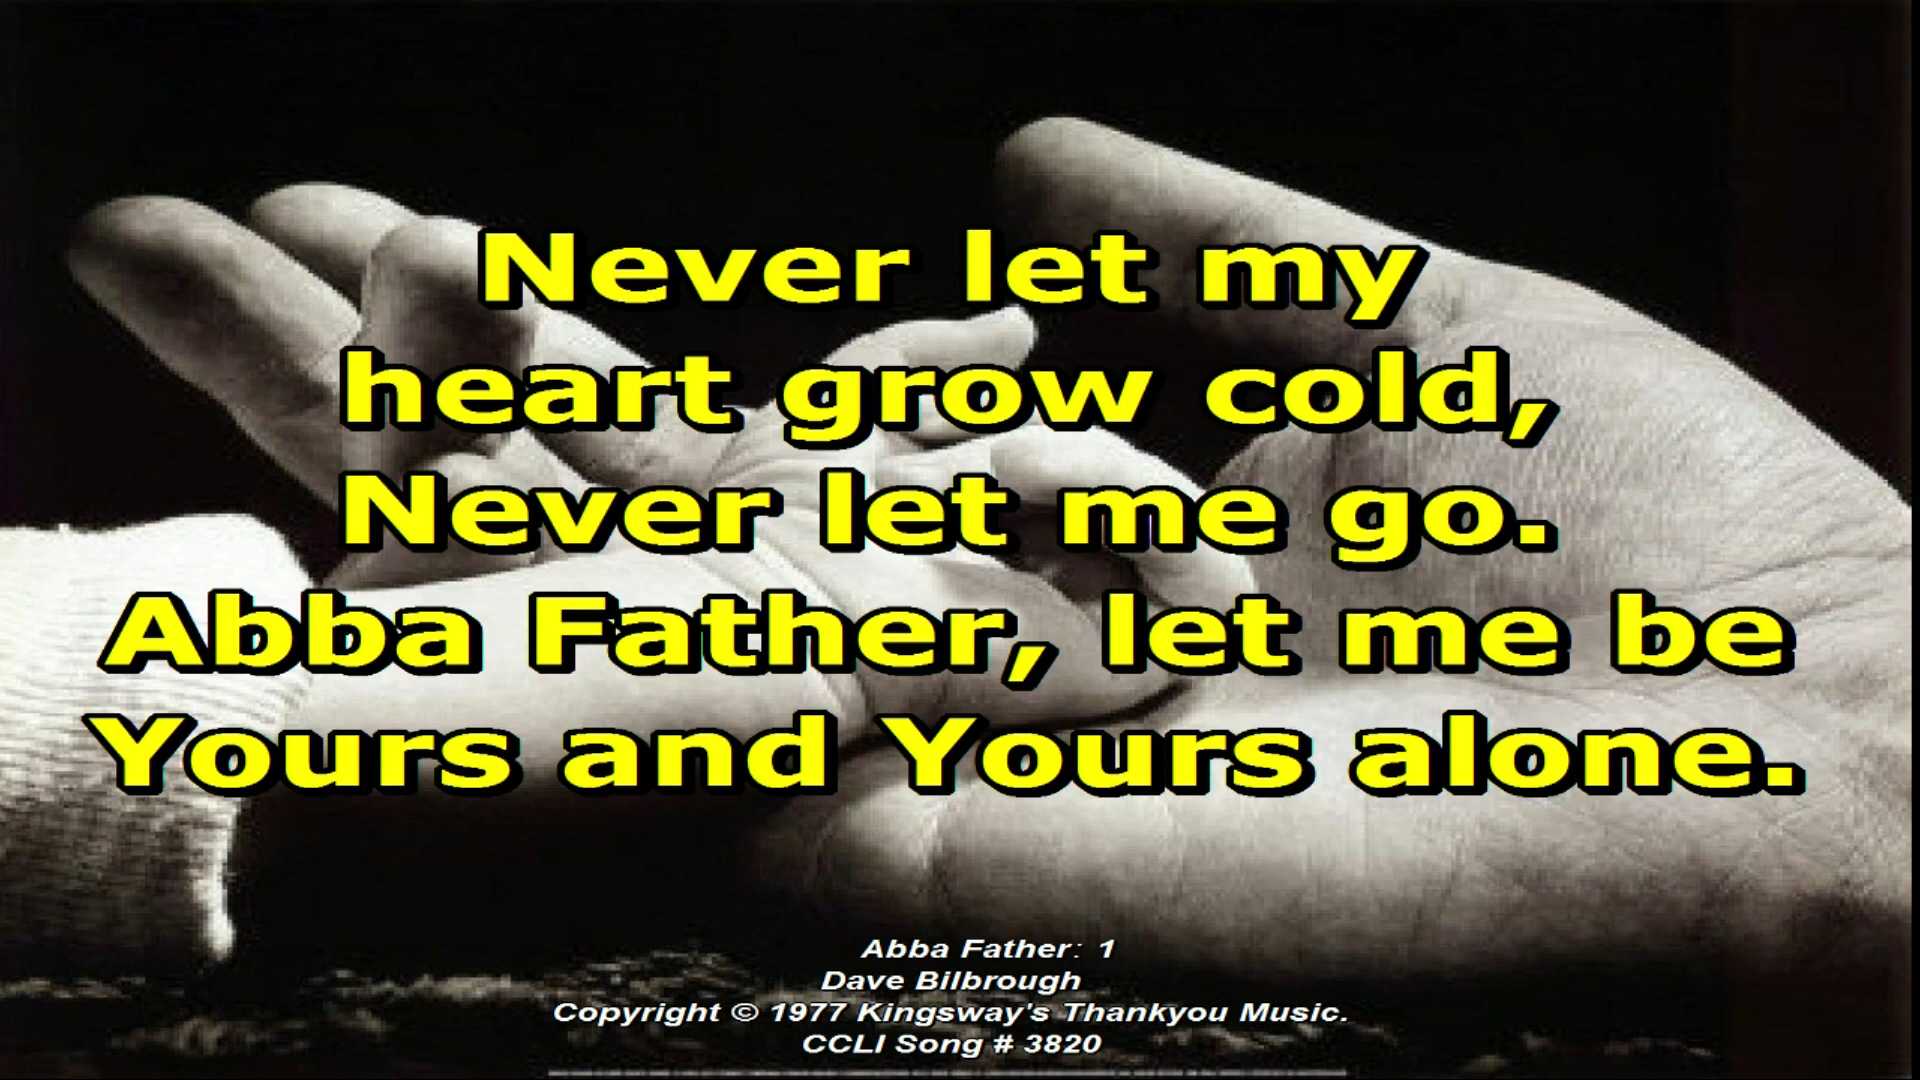 Never let my
heart grow cold,
Never let me go.
Abba Father, let me be
Yours and Yours alone.
Abba Father: 1
Dave Bilbrough
Copyright © 1977 Kingsway's Thankyou Music.
CCLI Song # 3820